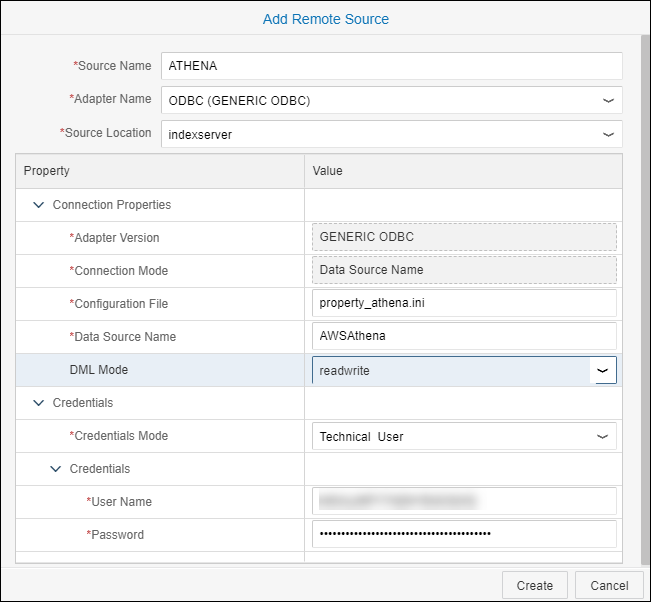 Add Remote Source
*Source Name ATHENA
*Adapter Name ODBC (GENERIC ODBC)
*Source Location indexserver
Property Value
Connection Properties
*Adapter Version GENERIC ODBC
*Connection Mode Data Source Name
*Configuration File property_athena.ini
*Data Source Name AWSAthena
DML Mode readwrite
Credentials
*Credentials Mode Technical User
Credentials
*User Name
*Password
Create Cancel